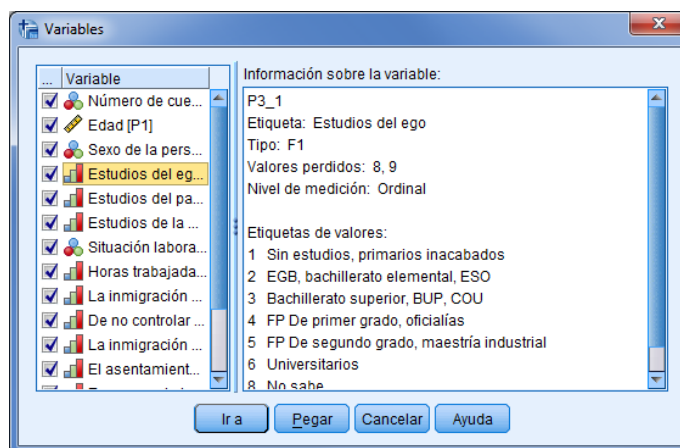 Variables
... Variable
Número de cue...
Edad [P1]
Sexo de la pers...
Estudios del eg...
Estudios del pa...
Estudios de la ...
Situación labora...
Horas trabajada...
La inmigración ...
De no controlar ...
La inmigración ...
El asentamient...
Información sobre la variable:
P3_1
Etiqueta: Estudios del ego
Tipo: F1
Valores perdidos: 8, 9
Nivel de medición: Ordinal
Etiquetas de valores:
1 Sin estudios, primarios inacabados
2 EGB, bachillerato elemental, ESO
3 Bachillerato superior, BUP, COU
4 FP De primer grado, oficialías
5 FP De segundo grado, maestría industrial
6 Universitarios
8 No sabe
Ir a
Pegar
Cancelar
Ayuda